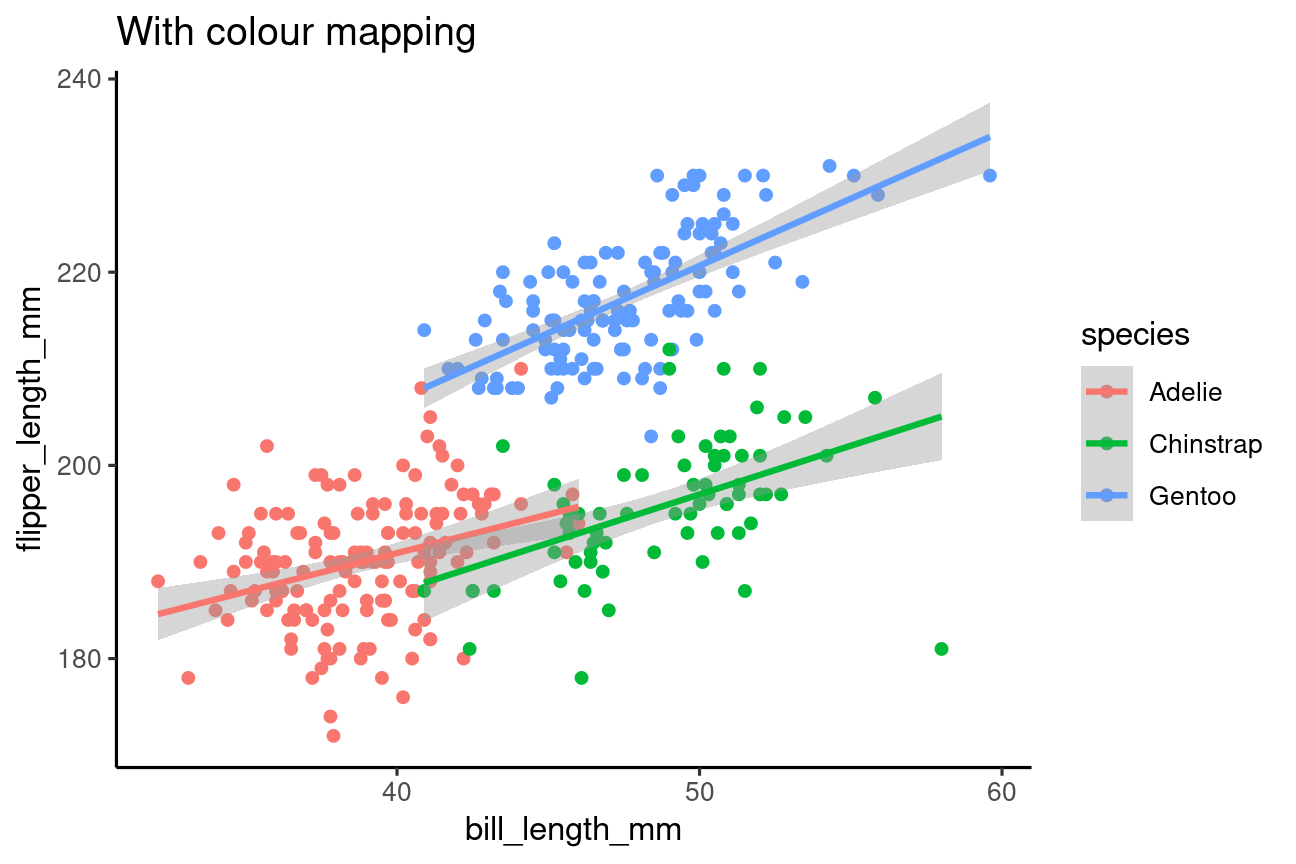 With colour mapping
240
220
200
180
flipper_length_mm
40
50
60
bill_length_mm
species
Adelie
Chinstrap
Gentoo